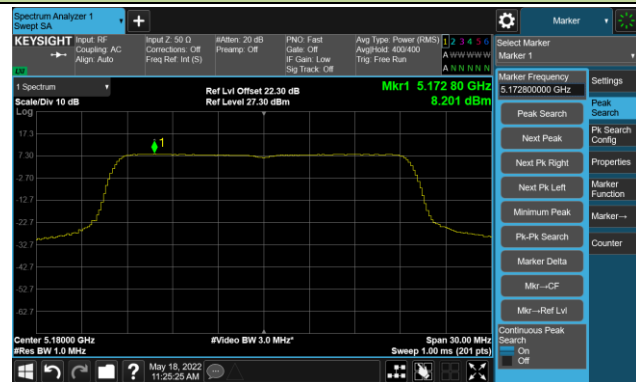 Spectrum Analyzer 1
Swept SA
Marker
KEYSIGHT
Input: RF
Coupling: AC
Align: Auto
Input Z: 50 Ω
Corrections: Off
Freq Ref: Int (S)
#Atten: 20 dB
Preamp: Off
PNO: Fast
Gate: Off
IF Gain: Low
Sig Track: Off
Avg Type: Power (RMS)
Avg|Hold: 400/400
Trig: Free Run
1 2 3 4 5 6
A W W W W W
A N N N N N
Select Marker
Marker 1
1 Spectrum
Scale/Div 10 dB
Log
Ref Lvl Offset 22.30 dB
Ref Level 27.30 dBm
Mkr1 5.172 80 GHz
8.201 dBm
17.3
7.30
-2.70
-12.7
-22.7
-32.7
-42.7
-52.7
-62.7
1
Center 5.18000 GHz
#Res BW 1.0 MHz
#Video BW 3.0 MHz*
Span 30.00 MHz
Sweep 1.00 ms (201 pts)
Marker Frequency
5.172800000 GHz
Peak Search
Next Peak
Next Pk Right
Next Pk Left
Minimum Peak
Pk-Pk Search
Marker Delta
Mkr→CF
Mkr→Ref Lvl
Continuous Peak
Search
On
Off
Settings
Peak
Search
Pk Search
Config
Properties
Marker
Function
Marker→
Counter
May 18, 2022
11:25:25 AM